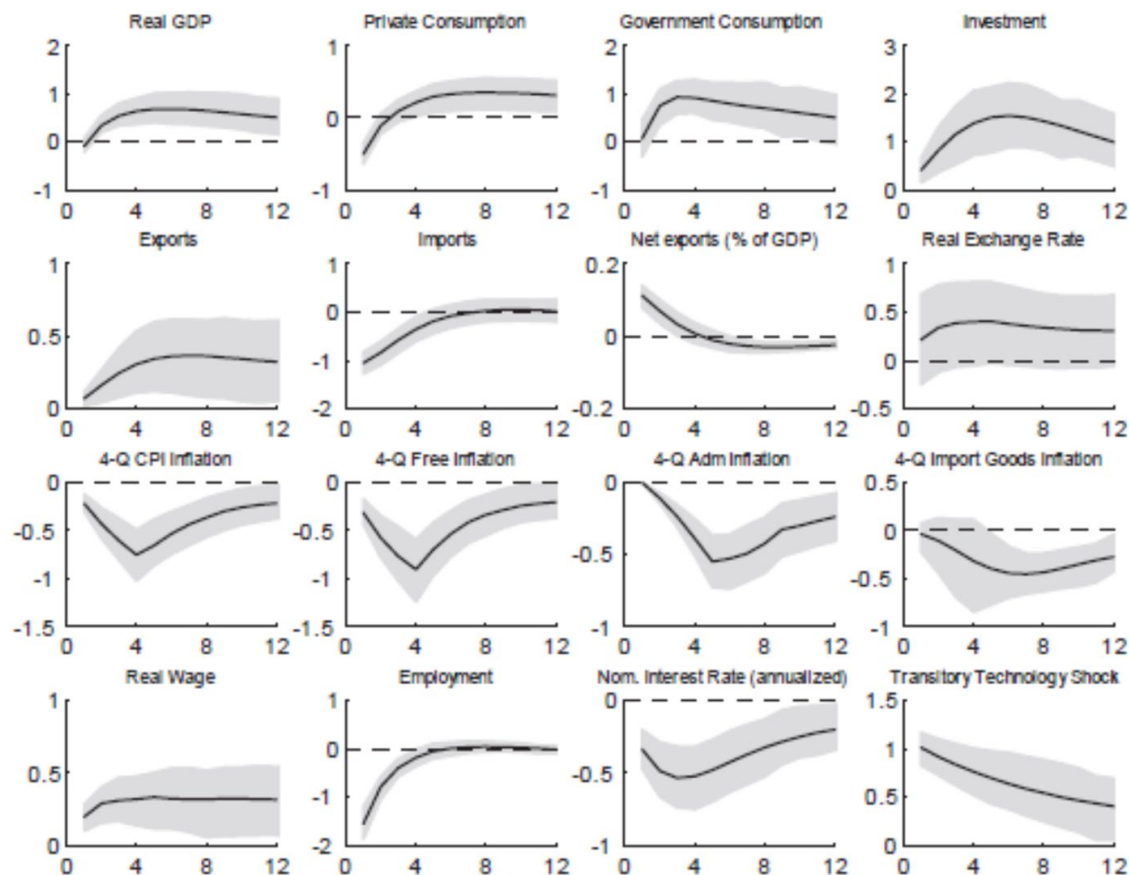 Real GDP Private Consumption Government Consumption Investment
2 1 2 3
1 2
0 0 1
0 1
-1 -1 -1 0
0 4 8 12 0 4 8 12 0 4 8 12 0 4 8 12
Exports Imports Net exports (% of GDP) Real Exchange Rate
1 1 0.2 1
0 0.5
0.5 0
-1 0
0 -2 -0.2 -0.5
0 4 8 12 0 4 8 12 0 4 8 12 0 4 8 12
4-Q CPI Inflation 4-Q Free Inflation 4-Q Adm Inflation 4-Q Import Goods Inflation
0 0 0 0.5
-0.5 -0.5 0
-0.5
-1 -1 -0.5
-1.5 -1.5 -1 -1
0 4 8 12 0 4 8 12 0 4 8 12 0 4 8 12
Real Wage Employment Nom. Interest Rate (annualized) Transitory Technology Shock
1 1 0 1.5
0 1
0.5 -0.5
-1 0.5
0 -2 -1 0
0 4 8 12 0 4 8 12 0 4 8 12 0 4 8 12